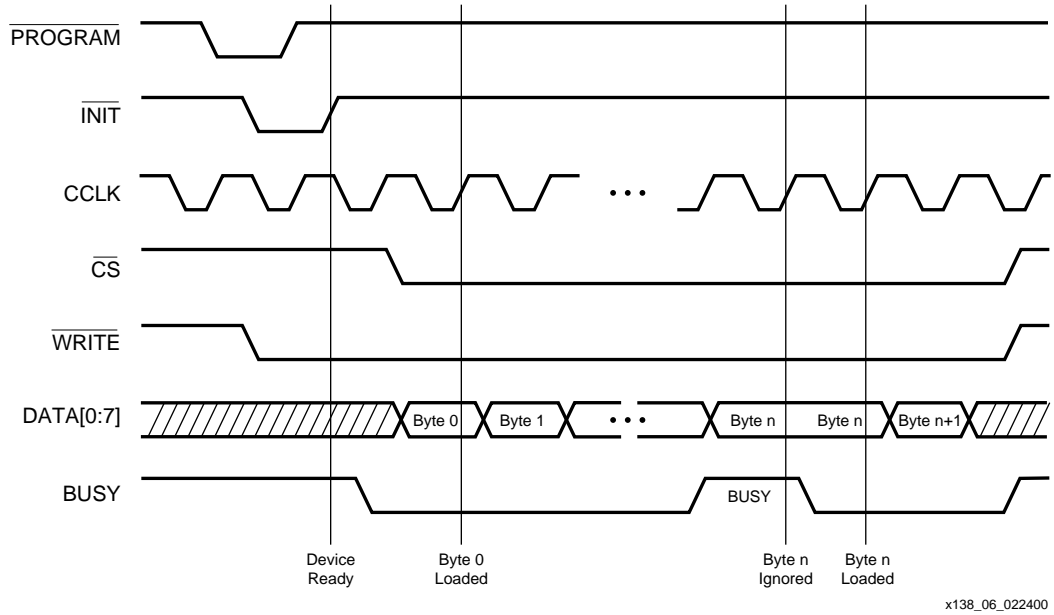 PROGRAM
INIT
CCLK
• • •
CS
WRITE
DATA[0:7]
Byte 0
Byte 1
• • •
Byte n
Byte n
Byte n+1
BUSY
BUSY
Device
Ready
Byte 0
Loaded
Byte n
Ignored
Byte n
Loaded
x138_06_022400